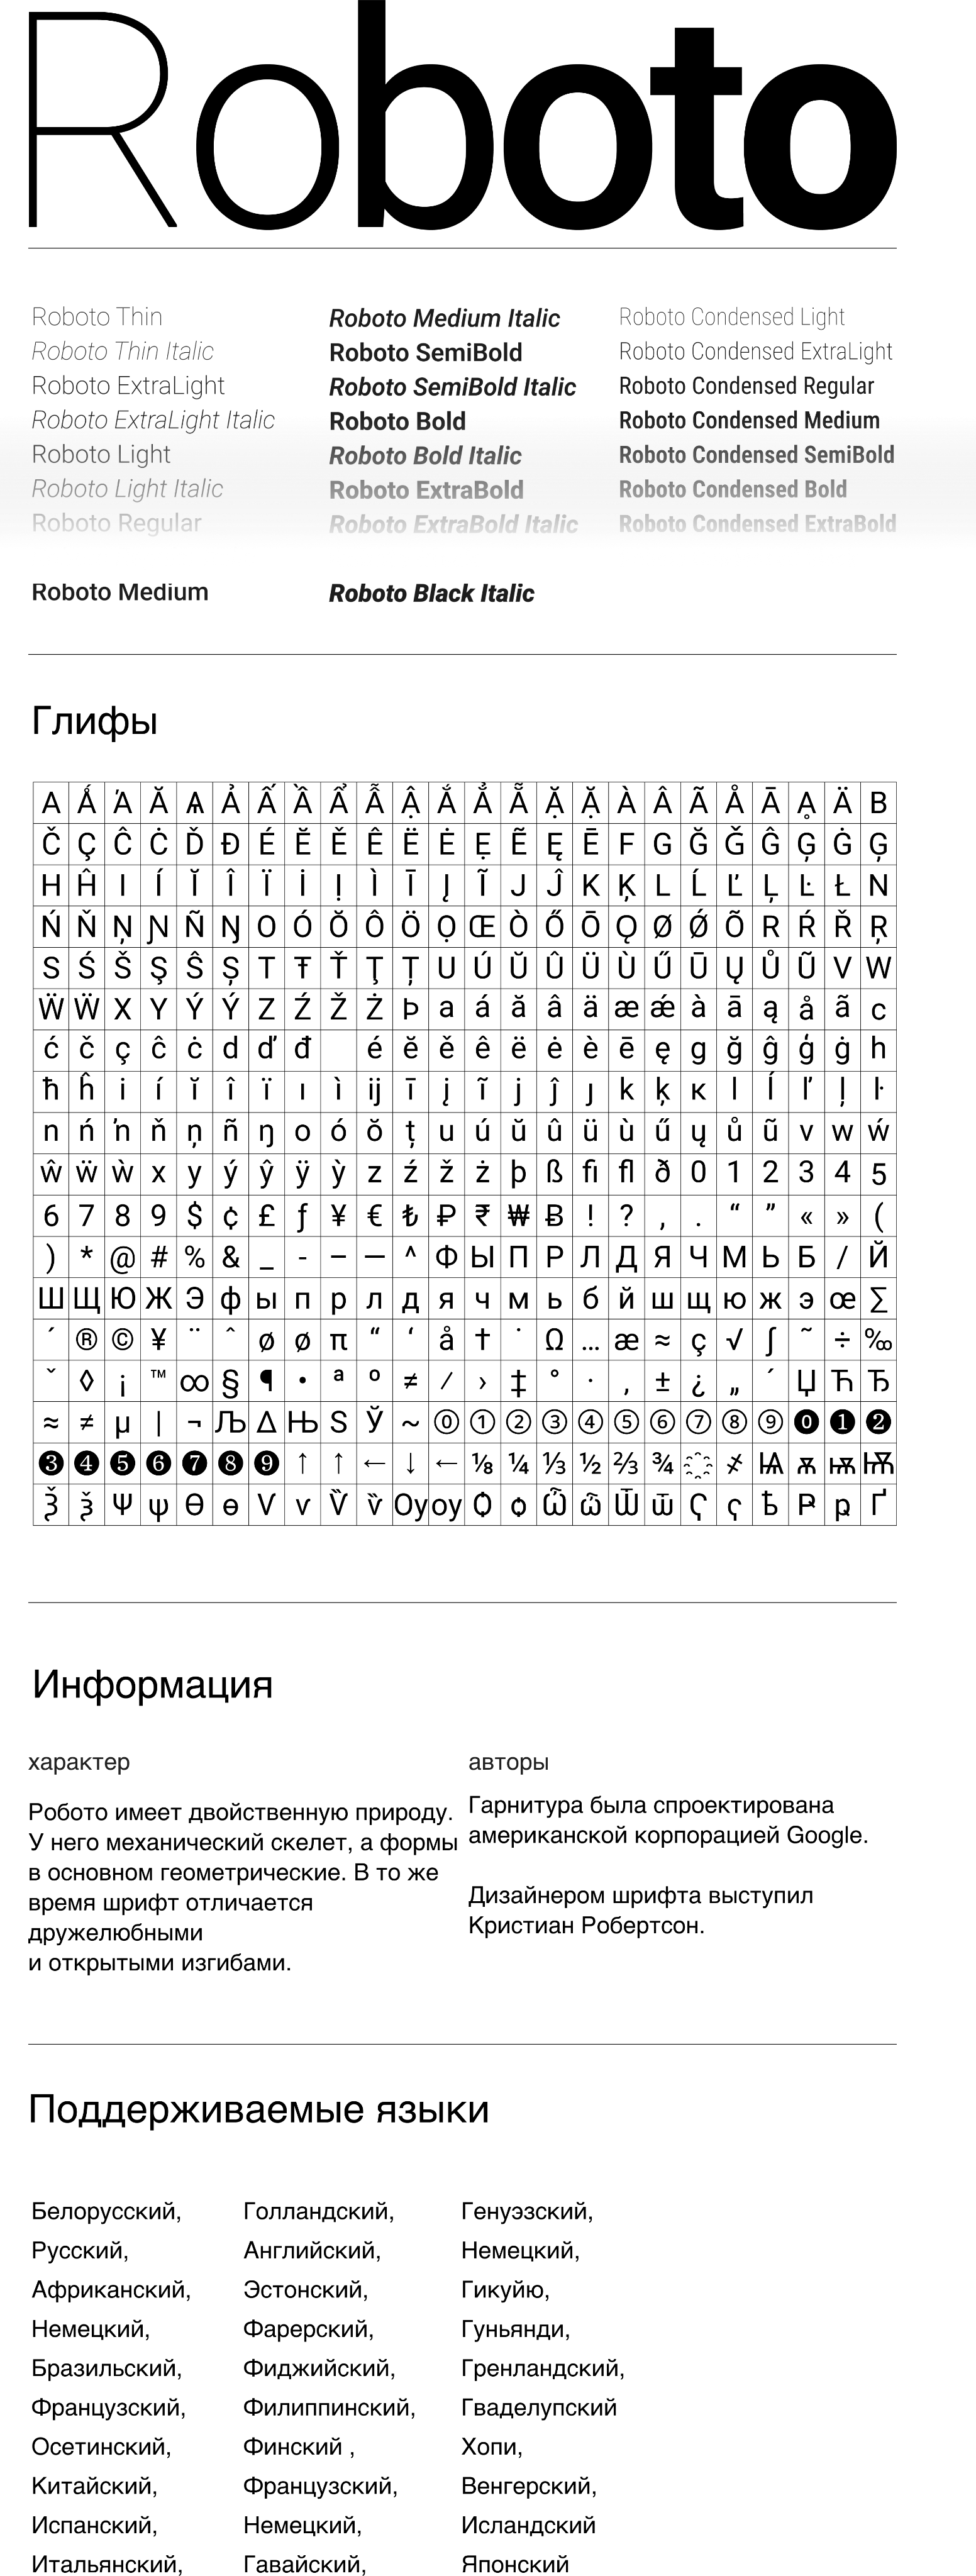 Roboto
Roboto Thin
Roboto Thin Italic
Roboto ExtraLight
Roboto ExtraLight Italic
Roboto Light
Roboto Light Italic
Roboto Regular
Roboto Medium
Roboto Medium Italic
Roboto SemiBold
Roboto SemiBold Italic
Roboto Bold
Roboto Bold Italic
Roboto ExtraBold
Roboto ExtraBold Italic
Roboto Black Italic
Roboto Condensed Light
Roboto Condensed ExtraLight
Roboto Condensed Regular
Roboto Condensed Medium
Roboto Condensed SemiBold
Roboto Condensed Bold
Roboto Condensed ExtraBold
Глифы
A Ǻ Ά Ă Ѧ Ả Ấ Ầ Ẩ Ẫ Ậ Ắ Ẳ Ẵ Ặ Ặ À Â Ã Å Ā Ą Ä B
Č Ç Ĉ Ċ Ď Đ É Ĕ Ě Ê Ë Ė Ẹ Ẽ Ę Ē F G Ğ Ǧ Ĝ Ģ Ġ Ģ
H Ĥ I Í Ĭ Î Ï İ Ị Ì Ī Į Ĩ J Ĵ K Ķ L Ĺ Ľ Ļ Ŀ Ł N
Ń Ň Ņ Ɲ Ñ Ŋ O Ó Ŏ Ô Ö Ọ Œ Ò Ő Ō Ǫ Ø Ǿ Õ R Ŕ Ř Ŗ
S Ś Š Ş Ŝ Ș T Ŧ Ť Ţ Ț U Ú Ŭ Û Ü Ù Ű Ū Ų Ů Ũ V W
Ẅ Ẅ X Y Ý Ý Z Ź Ž Ż Þ a á ă â ä æ ǽ à ā ą å ã c
ć č ç ĉ ċ d ď đ é ĕ ě ê ë ė è ē ę g ğ ĝ ģ ġ h
ħ ĥ i í ĭ î ï ı ì ĳ ī į ĩ j ĵ ȷ k ķ ĸ l ĺ ľ ļ ŀ
n ń ŉ ň ņ ñ ŋ o ó ŏ ț u ú ŭ û ü ù ű ų ů ũ v w ẃ
ŵ ẅ ẁ x y ý ŷ ÿ ỳ z ź ž ż þ ß ﬁ ﬂ ð 0 1 2 3 4 5
6 7 8 9 $ ¢ £ ƒ ¥ € ₺ ₽ ₹ ₩ Ƀ ! ? , . “ ” « » (
) * @ # % & _ - – — ^ Ф Ы П Р Л Д Я Ч М Ь Б / Й
Ш Щ Ю Ж Э ф ы п р л д я ч м ь б й ш щ ю ж э œ ∑
´ ® © ¥ ¨ ˆ ø ø π “ ‘ å † ˙ Ω … æ ≈ ç √ ∫ ˜ ÷ ‰
ˇ ◊ ¡ ™ ∞ § ¶ • ª º ≠ ⁄ › ‡ ° · ‚ ± ¿ „ ´ Џ Ћ Ђ
≈ ≠ µ | ¬ Љ ∆ Њ Ѕ Ў ~ ⓪ ① ② ③ ④ ⑤ ⑥ ⑦ ⑧ ⑨ ⓿ ❶ ❷
❸ ❹ ❺ ❻ ❼ ❽ ❾ ↑ ↑ ← ↓ ← ⅛ ¼ ⅓ ½ ⅔ ¾ Ѩ ѫ ѭ Ѭ
Ѯ ѯ Ѱ ѱ Ѳ ѳ Ѵ ѵ Ѷ ѷ Оу оу Ѻ ѻ Ѽ ѽ Ѿ ѿ Ҁ ҁ ѣ Ҏ ҏ Ґ
Информация
характер
Робото имеет двойственную природу.
У него механический скелет, а формы
в основном геометрические. В то же
время шрифт отличается
дружелюбными
и открытыми изгибами.
авторы
Гарнитура была спроектирована
американской корпорацией Google.
Дизайнером шрифта выступил
Кристиан Робертсон.
Поддерживаемые языки
Белорусский,
Русский,
Африканский,
Немецкий,
Бразильский,
Французский,
Осетинский,
Китайский,
Испанский,
Итальянский,
Голландский,
Английский,
Эстонский,
Фарерский,
Фиджийский,
Филиппинский,
Финский ,
Французский,
Немецкий,
Гавайский,
Генуэзский,
Немецкий,
Гикуйю,
Гуньянди,
Гренландский,
Гваделупский
Хопи,
Венгерский,
Исландский
Японский